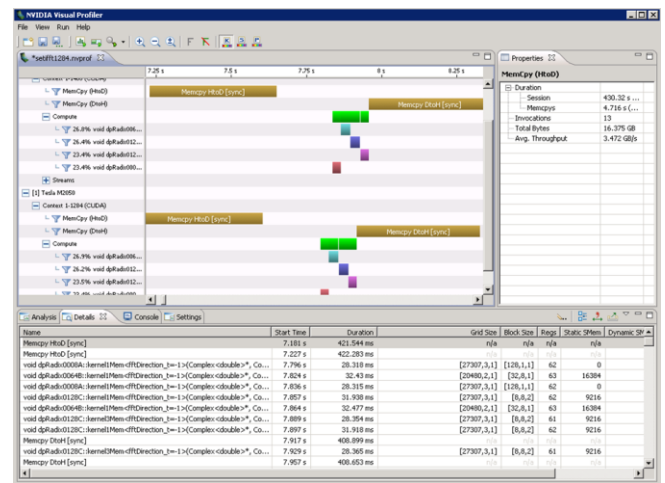 NVIDIA Visual Profiler
File View Run Help
*setifft1204.nvprof
7.25 s 7.5 s 7.75 s 8 s 8.25 s
MemCpy (HtoD) Memcpy HtoD [sync]
MemCpy (DtoH) Memcpy DtoH [sync]
Compute
26.8% void dpRadix006...
26.4% void dpRadix012...
23.4% void dpRadix012...
23.4% void dpRadix000...
Streams
[1] Tesla M2050
Context 1-1204 (CUDA)
MemCpy (HtoD) Memcpy HtoD [sync]
MemCpy (DtoH) Memcpy DtoH [sync]
Compute
26.9% void dpRadix006...
26.2% void dpRadix012...
23.5% void dpRadix012...
Properties
MemCpy (HtoD)
Duration
Session 430.32 s ...
Memcpys 4.716 s (...
Invocations 13
Total Bytes 16.375 GB
Avg. Throughput 3.472 GB/s
Analysis Details Console Settings
Name Start Time Duration Grid Size Block Size Regs Static SMem Dynamic SM
Memcpy HtoD [sync] 7.181 s 421.544 ms n/a n/a n/a n/a
Memcpy HtoD [sync] 7.227 s 422.283 ms n/a n/a n/a n/a
void dpRadix0008A::kernel1Mem<fftDirection_t=-1>(Complex<double>*, Co... 7.796 s 28.318 ms [27307,3,1] [128,1,1] 62 0
void dpRadix0064B::kernel1Mem<fftDirection_t=-1>(Complex<double>*, Co... 7.824 s 32.43 ms [20480,2,1] [32,8,1] 63 16384
void dpRadix0008A::kernel1Mem<fftDirection_t=-1>(Complex<double>*, Co... 7.836 s 28.315 ms [27307,3,1] [128,1,1] 62 0
void dpRadix0128C::kernel1Mem<fftDirection_t=-1>(Complex<double>*, Co... 7.857 s 31.938 ms [27307,3,1] [8,8,2] 62 9216
void dpRadix0064B::kernel1Mem<fftDirection_t=-1>(Complex<double>*, Co... 7.864 s 32.477 ms [20480,2,1] [32,8,1] 63 16384
void dpRadix0128C::kernel3Mem<fftDirection_t=-1>(Complex<double>*, Co... 7.889 s 28.354 ms [27307,3,1] [8,8,2] 61 9216
void dpRadix0128C::kernel1Mem<fftDirection_t=-1>(Complex<double>*, Co... 7.897 s 31.918 ms [27307,3,1] [8,8,2] 62 9216
Memcpy DtoH [sync] 7.917 s 408.899 ms n/a n/a n/a n/a
void dpRadix0128C::kernel3Mem<fftDirection_t=-1>(Complex<double>*, Co... 7.929 s 28.365 ms [27307,3,1] [8,8,2] 61 9216
Memcpy DtoH [sync] 7.957 s 408.653 ms n/a n/a n/a n/a